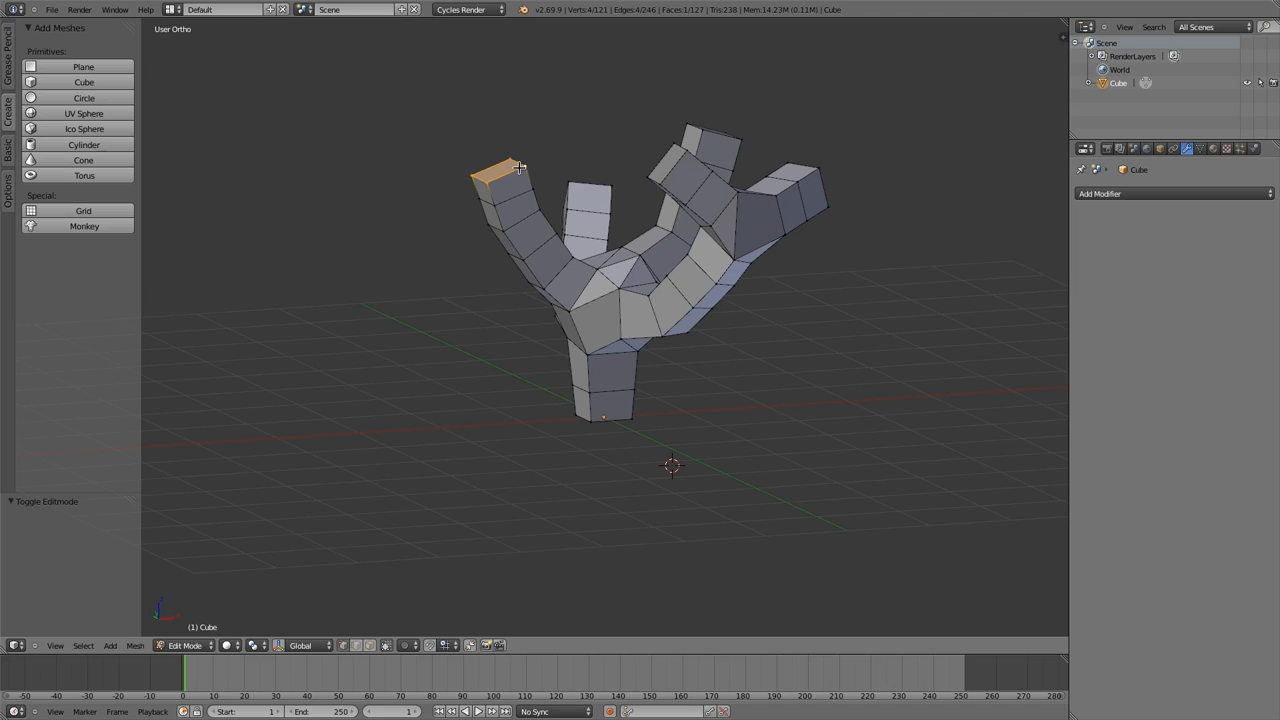 File Render Window Help Default Scene Cycles Render v2.69.9 | Verts:4/121 | Edges:4/246 | Faces:1/127 | Tris:238 | Mem:14.23M (0.11M) | Cube
Add Meshes
User Ortho
View Search All Scenes
Scene
RenderLayers
World
Cube
Grease Pencil
Create
Basic
Options
Primitives:
Plane
Cube
Circle
UV Sphere
Ico Sphere
Cylinder
Cone
Torus
Special:
Grid
Monkey
Cube
Add Modifier
Toggle Editmode
(1) Cube
View Select Add Mesh Edit Mode Global
-50 -40 -30 -20 -10 0 10 20 30 40 50 60 70 80 90 100 110 120 130 140 150 160 170 180 190 200 210 220 230 240 250 260 270 280
View Marker Frame Playback Start: 1 End: 250 1 No Sync